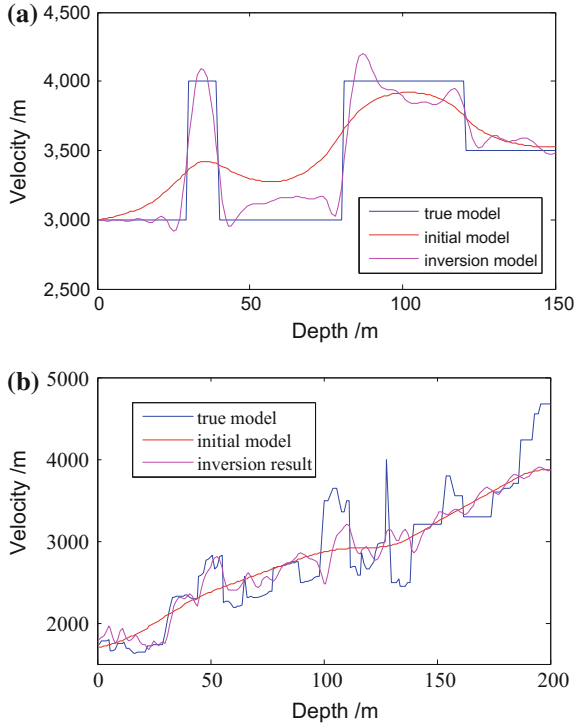 (a)
4,500
4,000
3,500
3,000
2,500
Velocity /m
true model
initial model
inversion model
0
50
100
150
Depth /m
(b)
5000
4000
3000
2000
Velocity /m
true model
initial model
inversion result
0
50
100
150
200
Depth /m